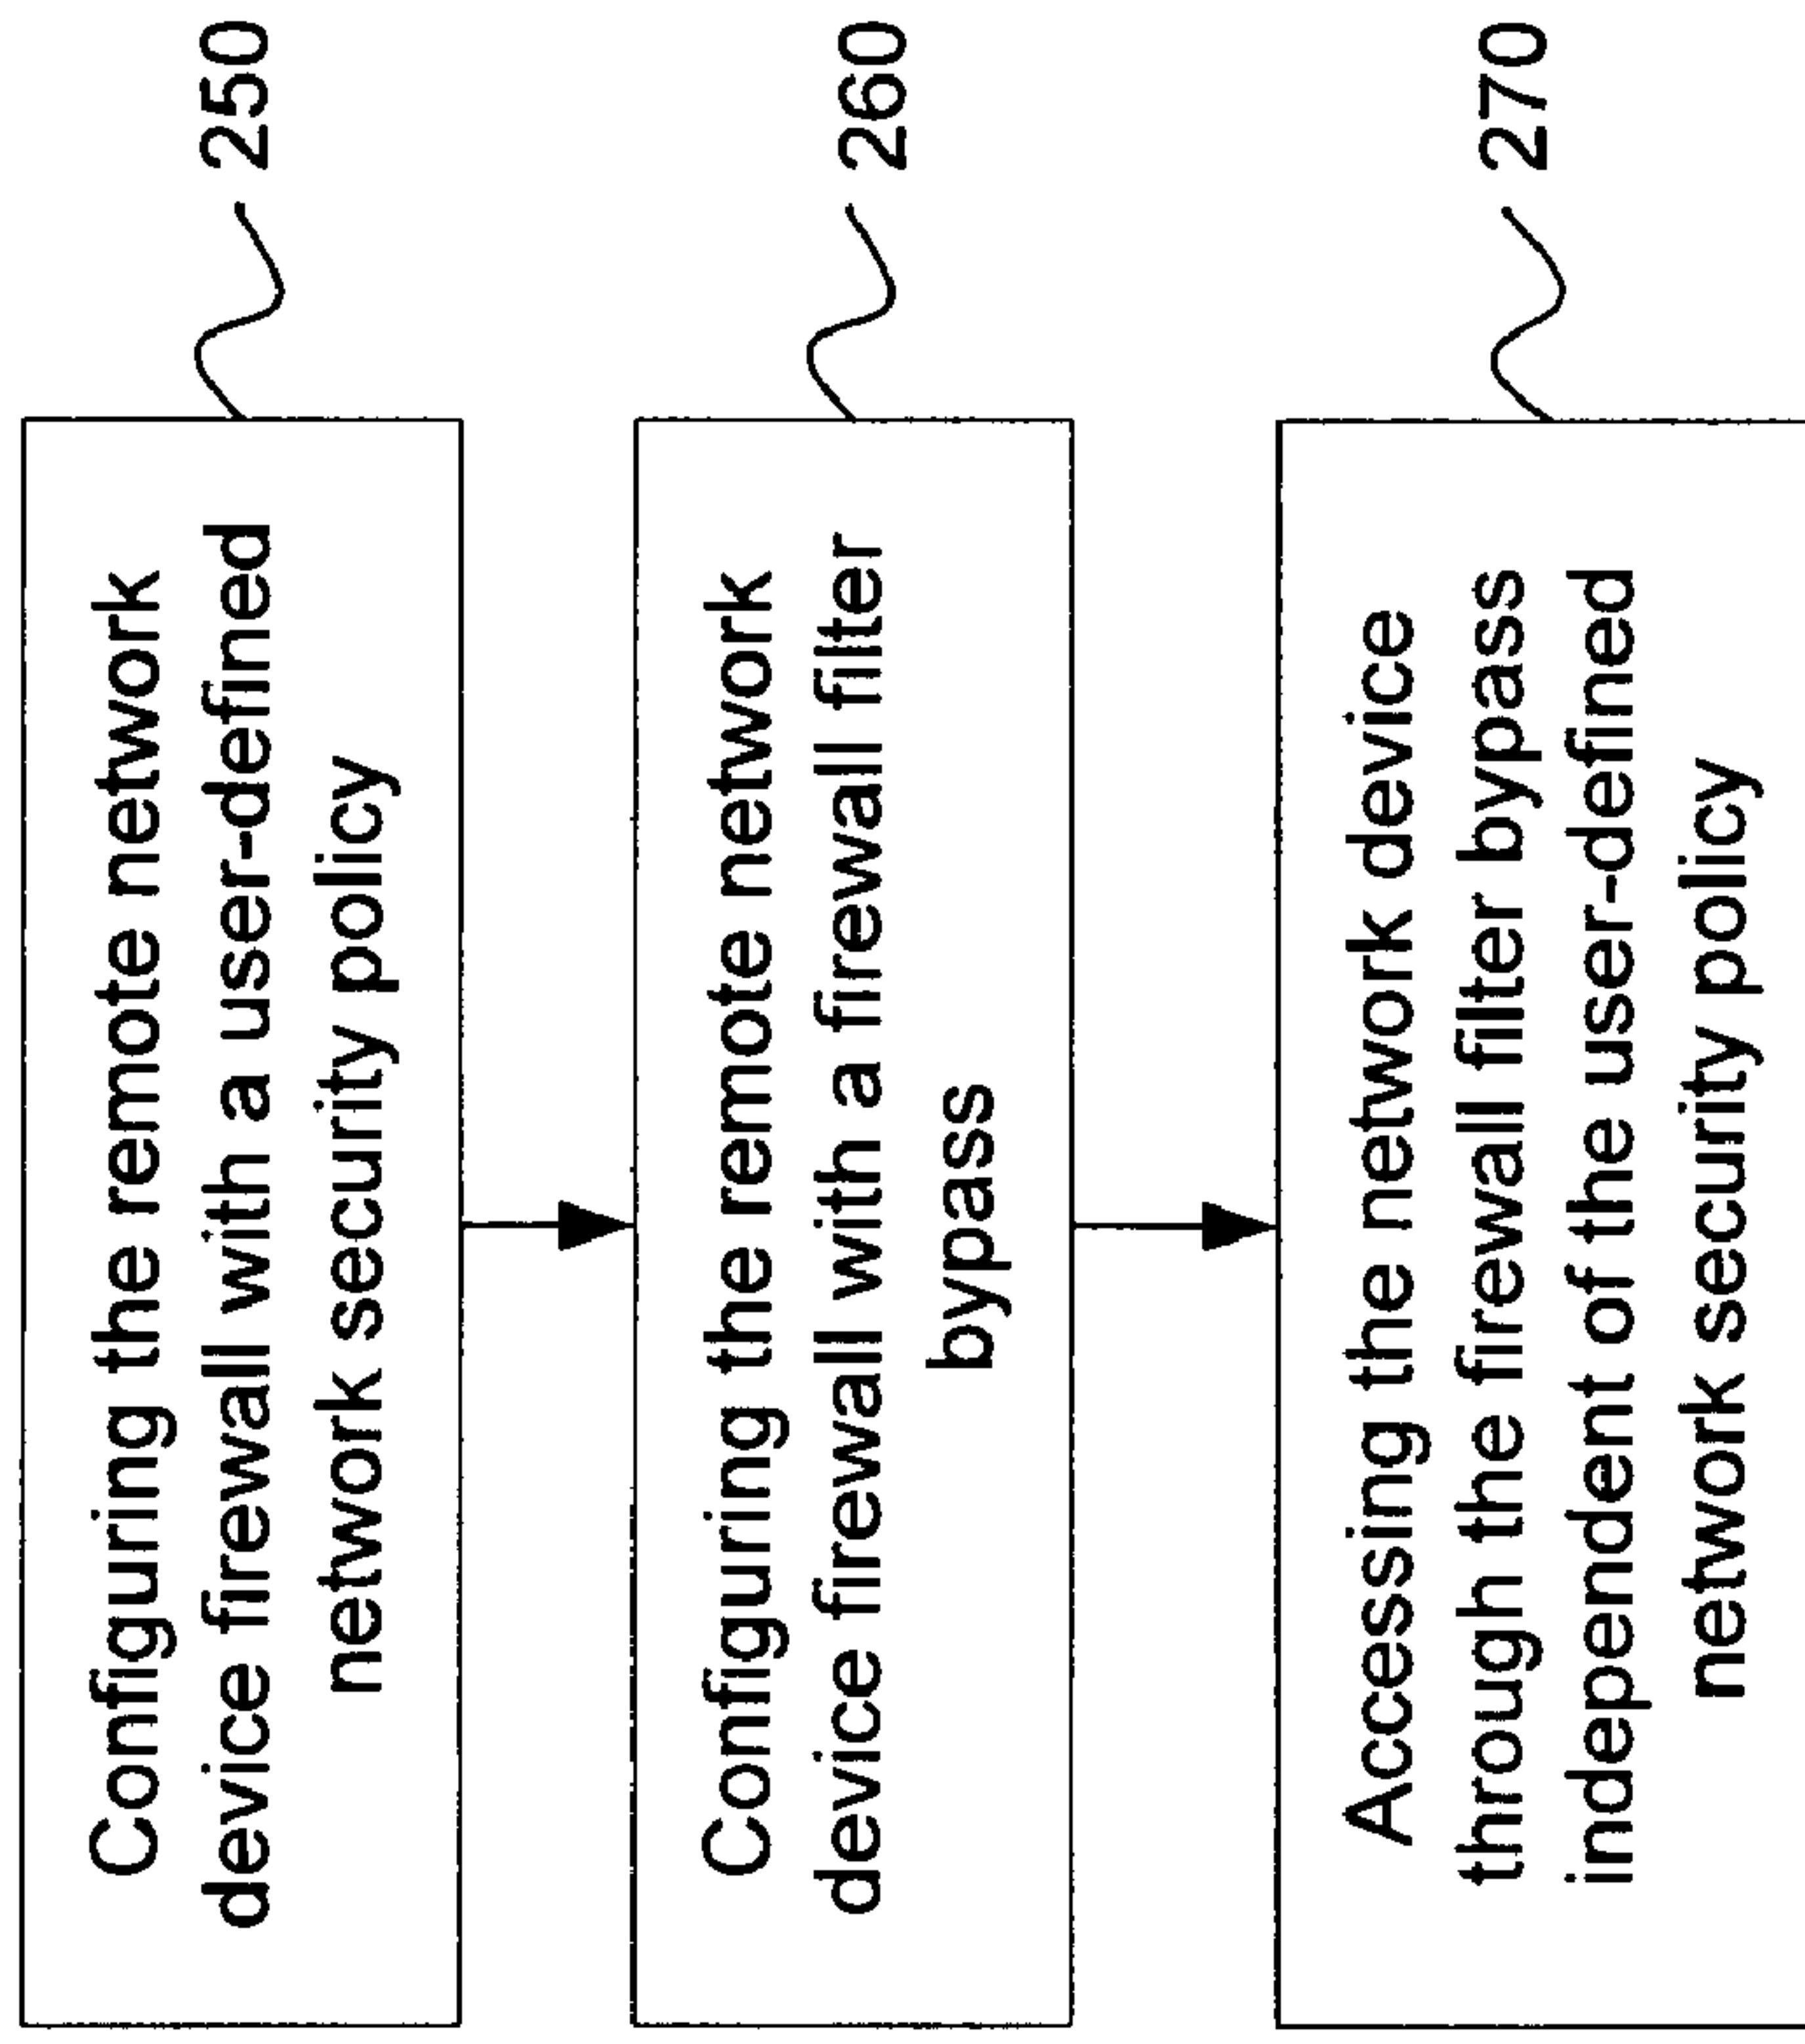 Configuring the remote network
device firewall with a user-defined
network security policy
250
Configuring the remote network
device firewall with a firewall filter
bypass
260
Accessing the network device
through the firewall filter bypass
independent of the user-defined
network security policy
270